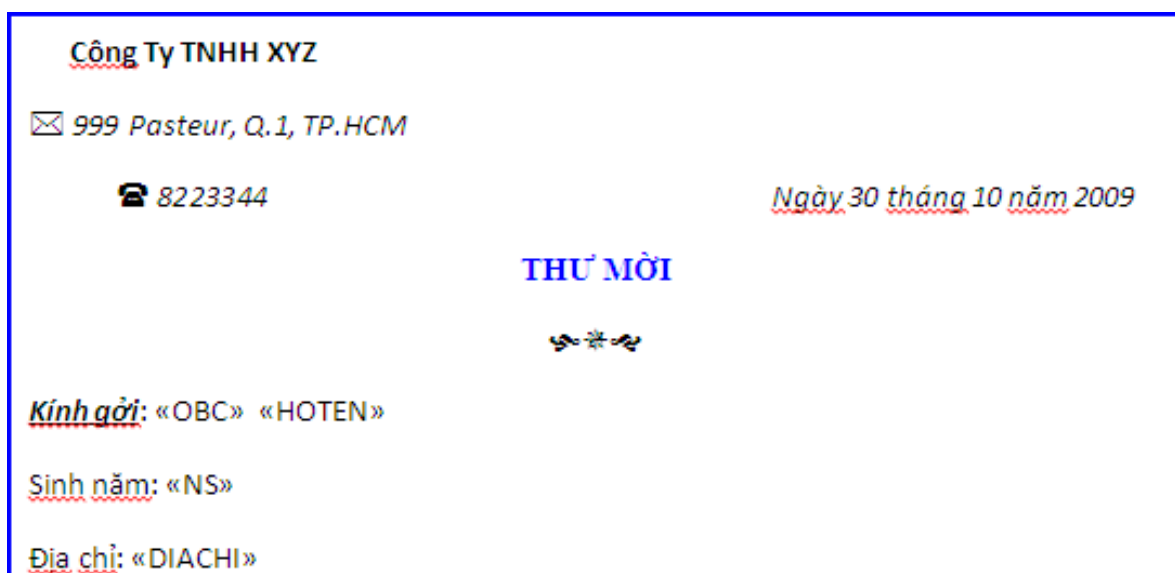 Công Ty TNHH XYZ
✉ 999 Pasteur, Q.1, TP.HCM
☎ 8223344 Ngày 30 tháng 10 năm 2009
THƯ MỜI
Kính gởi: «OBC» «HOTEN»
Sinh năm: «NS»
Địa chỉ: «DIACHI»